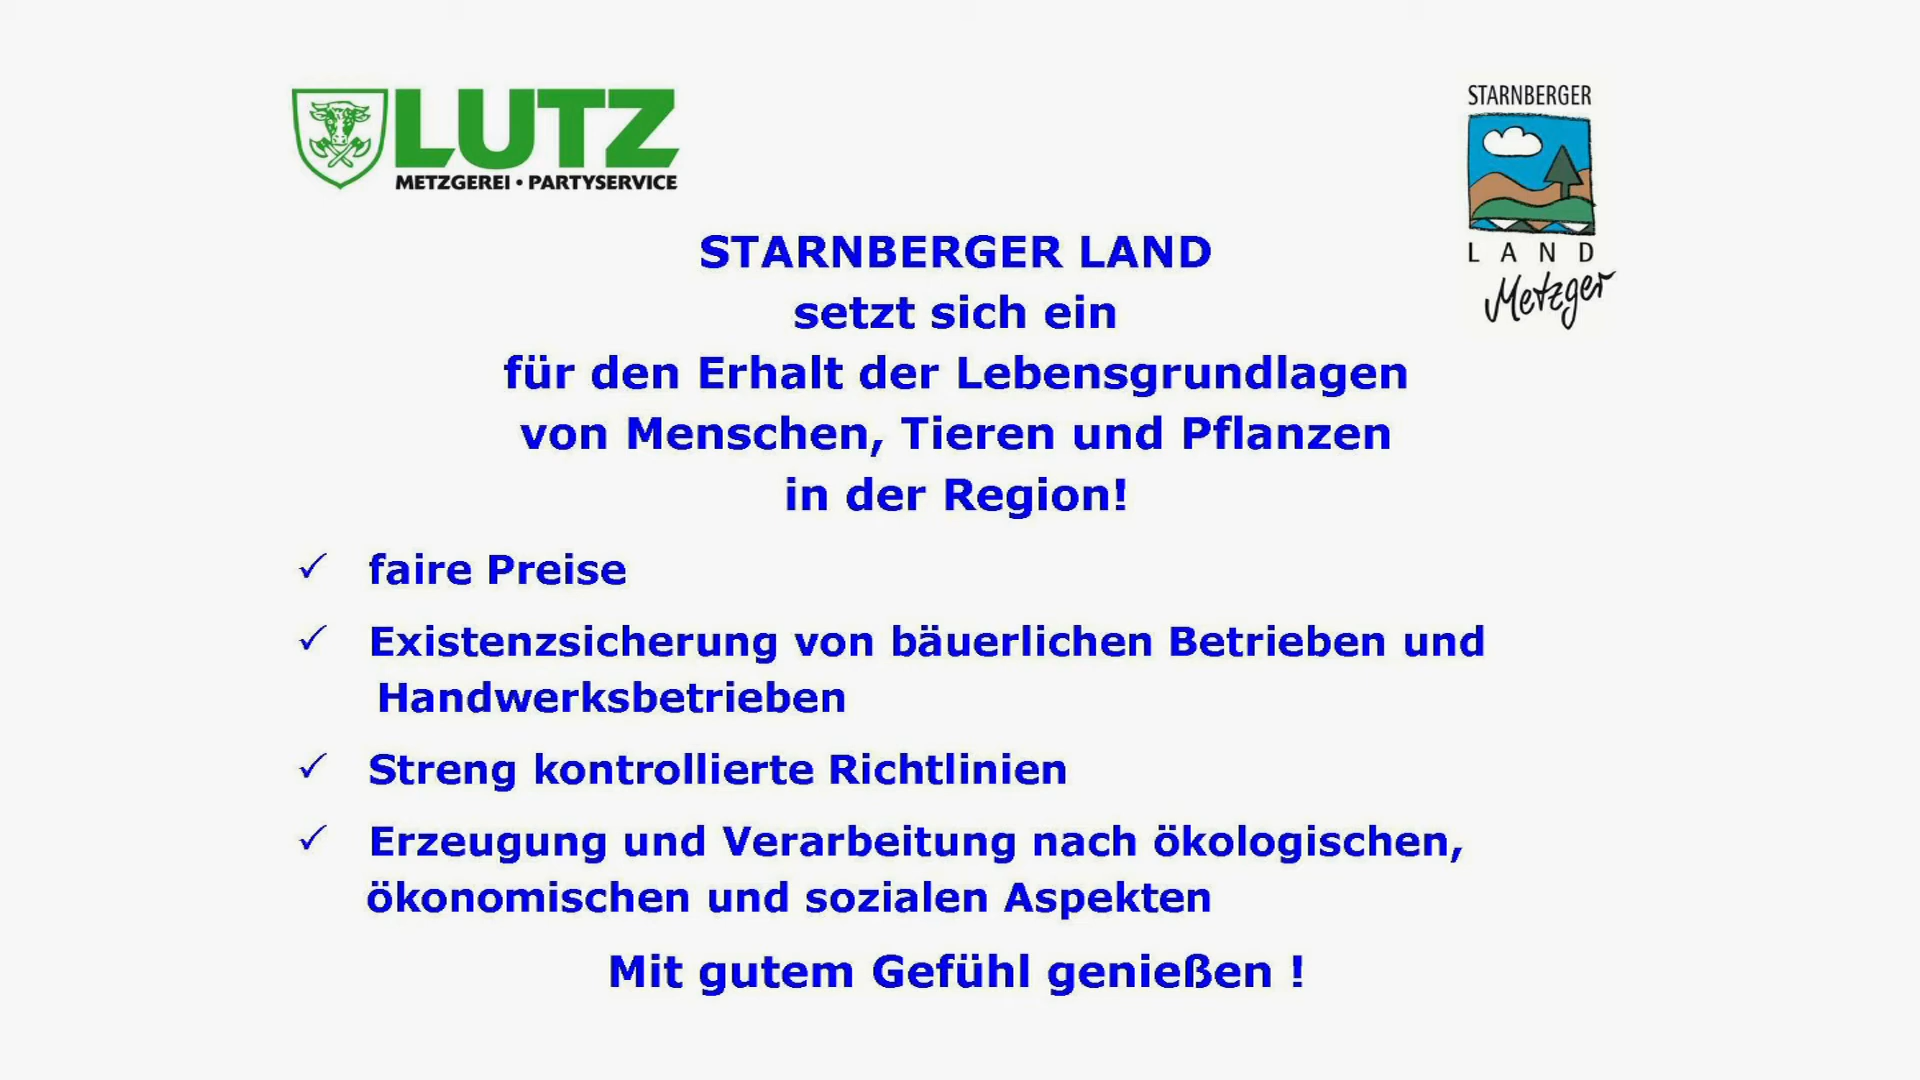 LUTZ
METZGEREI • PARTYSERVICE
STARNBERGER
LAND
Metzger
STARNBERGER LAND
setzt sich ein
für den Erhalt der Lebensgrundlagen
von Menschen, Tieren und Pflanzen
in der Region!
✓ faire Preise
✓ Existenzsicherung von bäuerlichen Betrieben und
Handwerksbetrieben
✓ Streng kontrollierte Richtlinien
✓ Erzeugung und Verarbeitung nach ökologischen,
ökonomischen und sozialen Aspekten
Mit gutem Gefühl genießen !